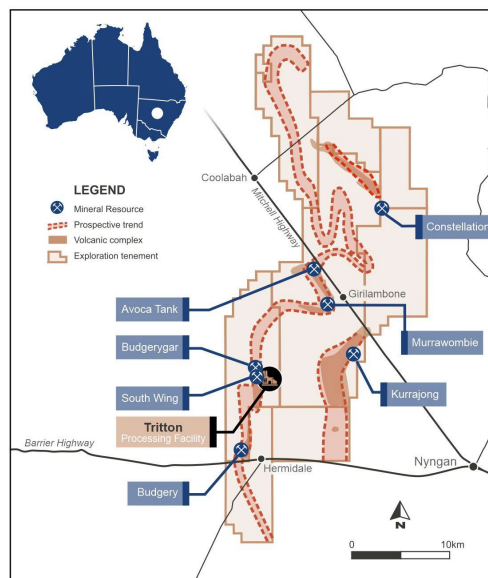 LEGEND
Mineral Resource
Prospective trend
Volcanic complex
Exploration tenement
Coolabah
Mitchell Highway
Constellation
Avoca Tank
Girilambone
Murrawombie
Budgerygar
Kurrajong
South Wing
Tritton
Processing Facility
Barrier Highway
Hermidale
Nyngan
Budgery
N
0
10km